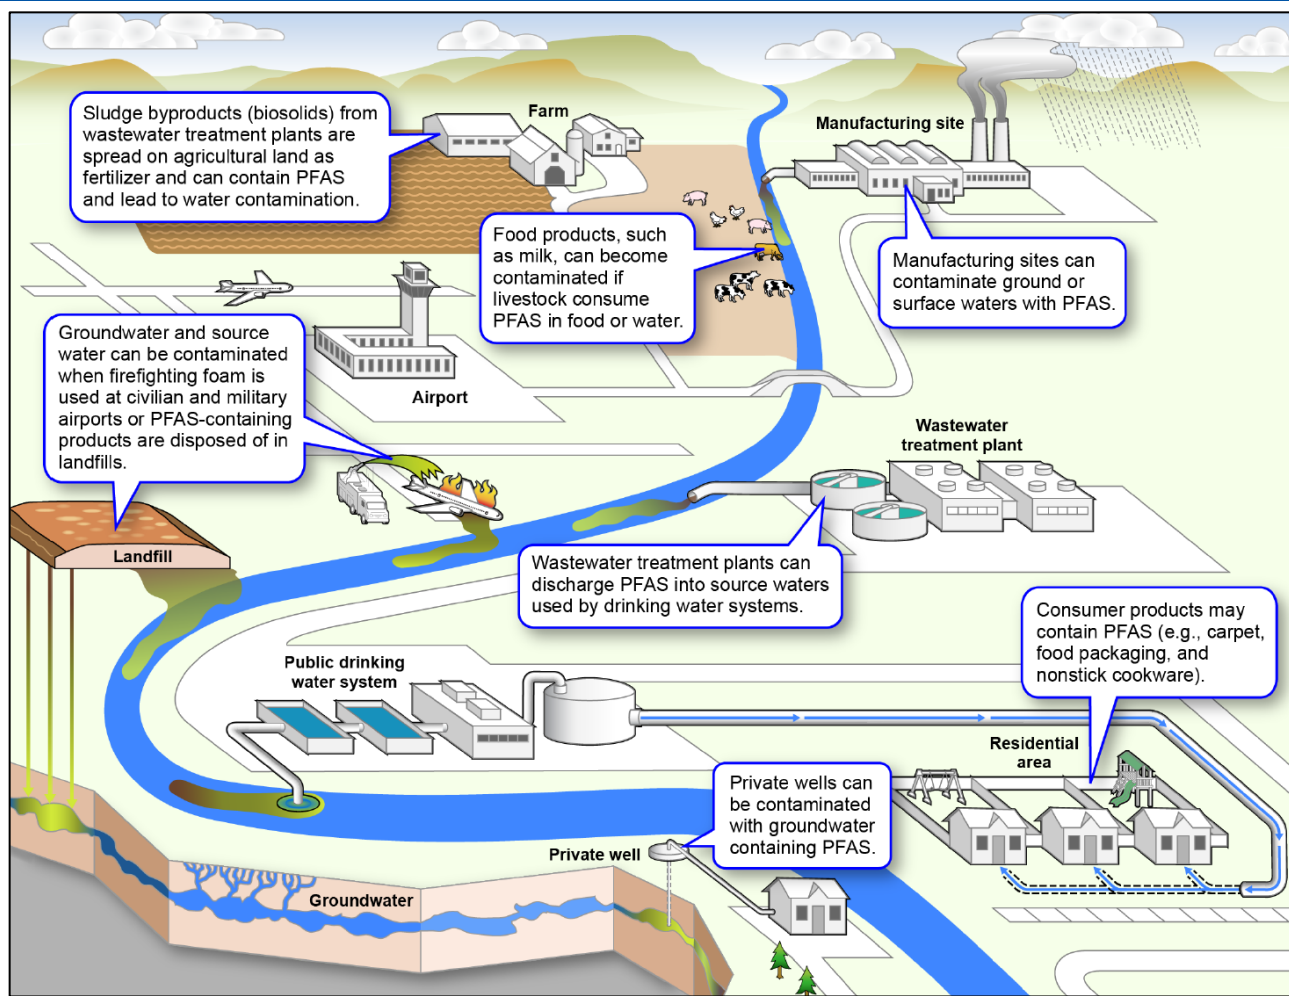 Sludge byproducts (biosolids) from
wastewater treatment plants are
spread on agricultural land as
fertilizer and can contain PFAS
and lead to water contamination.
Farm
Manufacturing site
Food products, such
as milk, can become
contaminated if
livestock consume
PFAS in food or water.
Manufacturing sites can
contaminate ground or
surface waters with PFAS.
Groundwater and source
water can be contaminated
when firefighting foam is
used at civilian and military
airports or PFAS-containing
products are disposed of in
landfills.
Airport
Wastewater
treatment plant
Landfill
Wastewater treatment plants can
discharge PFAS into source waters
used by drinking water systems.
Consumer products may
contain PFAS (e.g., carpet,
food packaging, and
nonstick cookware).
Public drinking
water system
Residential
area
Private wells can
be contaminated
with groundwater
containing PFAS.
Private well
Groundwater